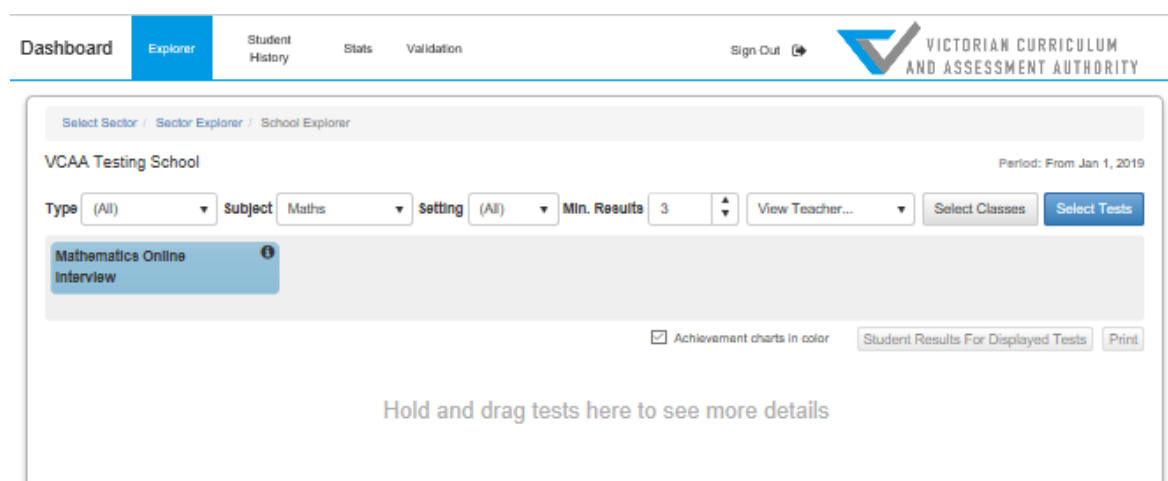 Dashboard Explorer Student History Stats Validation Sign Out VICTORIAN CURRICULUM AND ASSESSMENT AUTHORITY
Select Sector / Sector Explorer / School Explorer
VCAA Testing School Period: From Jan 1, 2019
Type (All) Subject Maths Setting (All) Min. Results 3 View Teacher... Select Classes Select Tests
Mathematics Online
Interview
Achievement charts in color Student Results For Displayed Tests Print
Hold and drag tests here to see more details